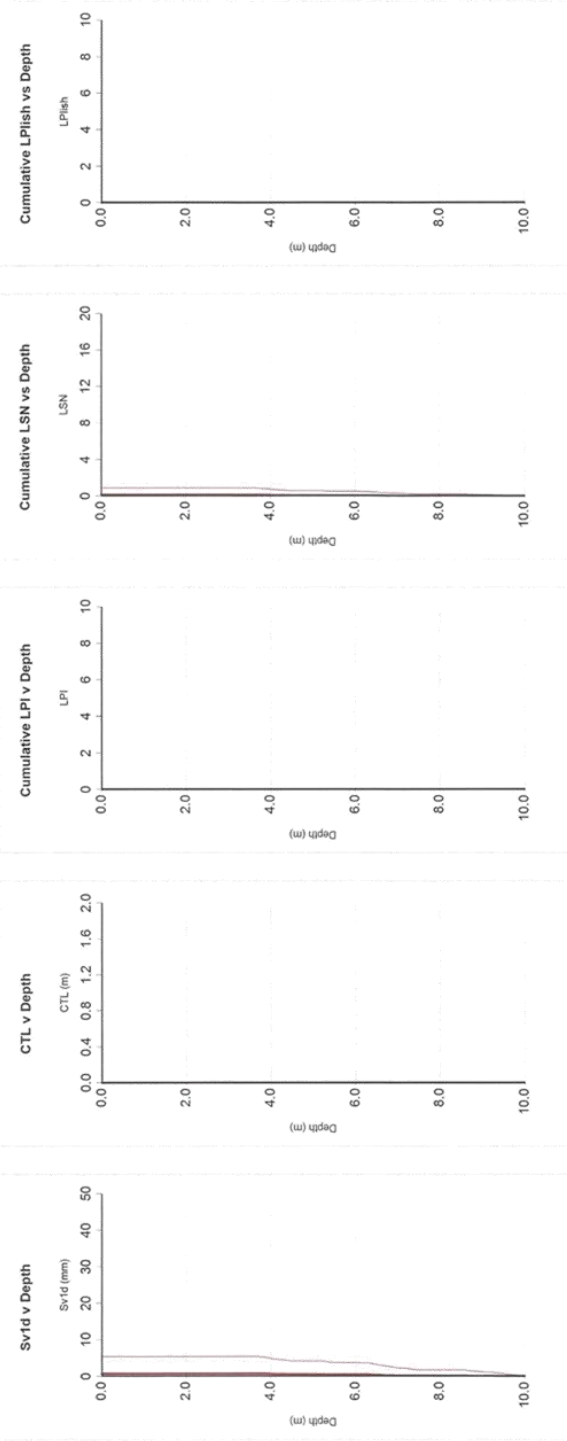 Sv1d v Depth
Sv1d (mm)
0 10 20 30 40 50
0.0
2.0
4.0
6.0
8.0
10.0
Depth (m)
CTL v Depth
CTL (m)
0.0 0.4 0.8 1.2 1.6 2.0
0.0
2.0
4.0
6.0
8.0
10.0
Depth (m)
Cumulative LPI v Depth
LPI
0 2 4 6 8 10
0.0
2.0
4.0
6.0
8.0
10.0
Depth (m)
Cumulative LSN vs Depth
LSN
0 4 8 12 16 20
0.0
2.0
4.0
6.0
8.0
10.0
Depth (m)
Cumulative LPIish vs Depth
LPIish
0 2 4 6 8 10
0.0
2.0
4.0
6.0
8.0
10.0
Depth (m)